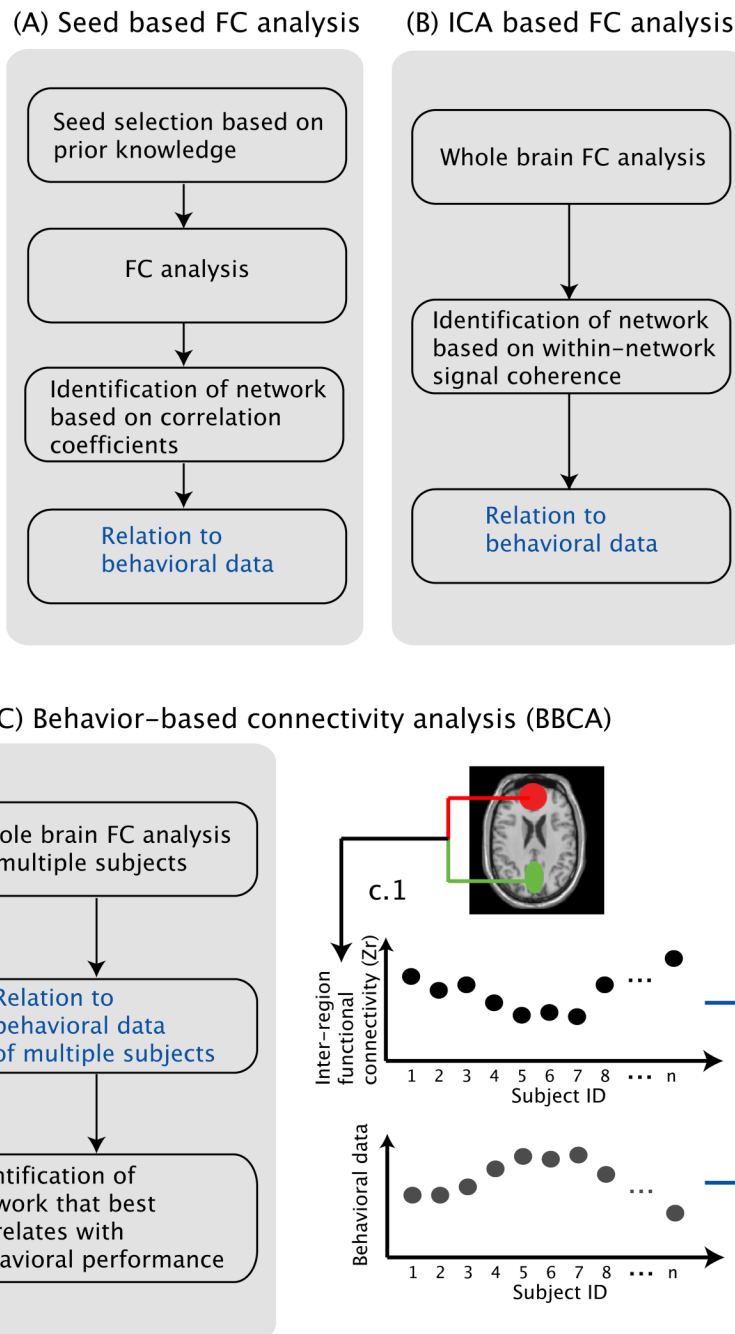 (A) Seed based FC analysis
Seed selection based on
prior knowledge
FC analysis
Identification of network
based on correlation
coefficients
Relation to
behavioral data
(B) ICA based FC analysis
Whole brain FC analysis
Identification of network
based on within-network
signal coherence
Relation to
behavioral data
C) Behavior-based connectivity analysis (BBCA)
ole brain FC analysis
multiple subjects
Relation to
behavioral data
of multiple subjects
ntification of
work that best
relates with
avioral performance
c.1
Inter-region
functional
connectivity (Zr)
1 2 3 4 5 6 7 8 ... n
Subject ID
Behavioral data
1 2 3 4 5 6 7 8 ... n
Subject ID